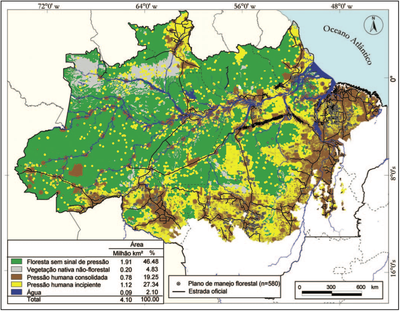 72°0' w 64°0' w 56°0' w 48°0' w
Oceano Atlântico
N
0°
8°0's
16°0's
Área
Milhão km² %
Floresta sem sinal de pressão 1.91 46.48
Vegetação nativa não-florestal 0.20 4.83
Pressão humana consolidada 0.78 19.25
Pressão humana incipiente 1.12 27.34
Água 0.09 2.10
Total 4.10 100.00
Plano de manejo florestal (n=580)
Estrada oficial
0 150 300 600 900
km